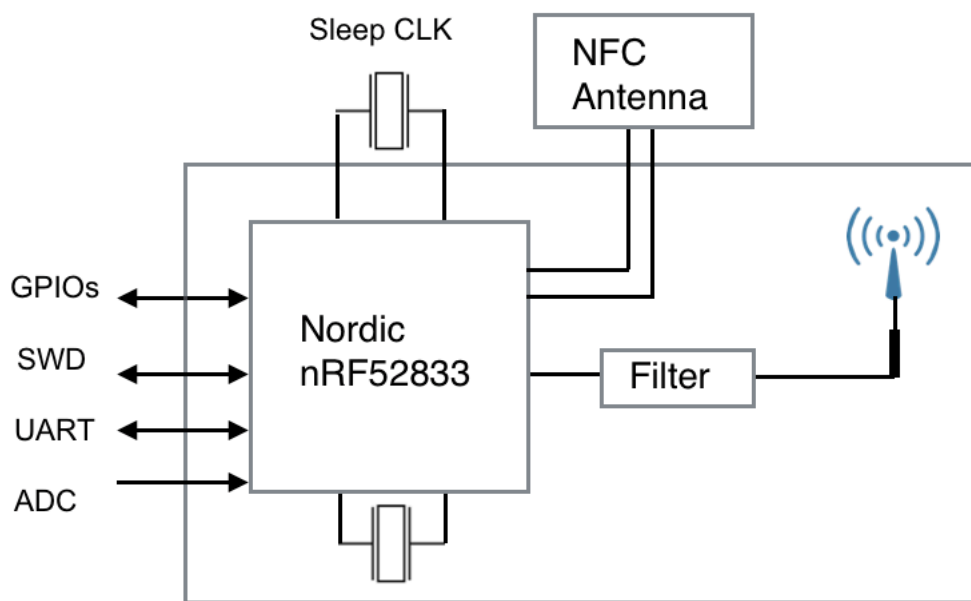 Sleep CLK
NFC
Antenna
GPIOs
SWD
UART
ADC
Nordic
nRF52833
Filter